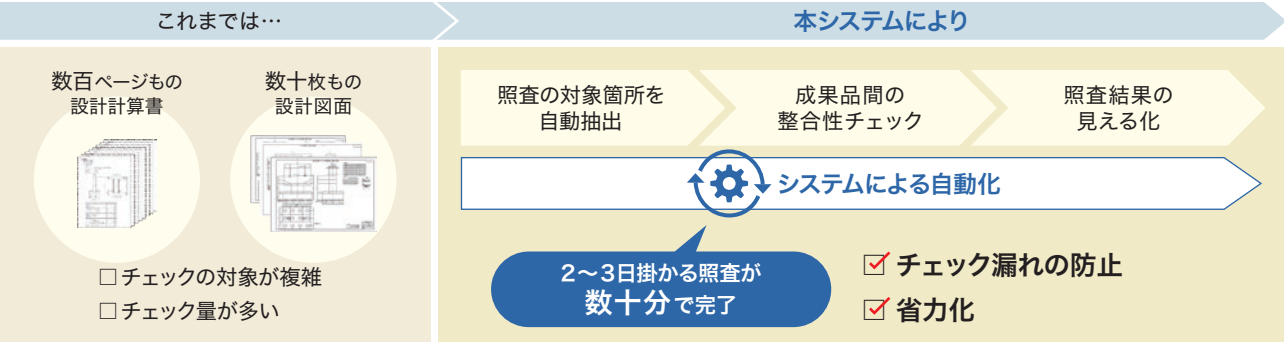 これまでは…
数百ページもの
設計計算書
数十枚もの
設計図面
□チェックの対象が複雑
□チェック量が多い
本システムにより
照査の対象箇所を
自動抽出
成果品間の
整合性チェック
照査結果の
見える化
システムによる自動化
2～3日掛かる照査が
数十分で完了
☑チェック漏れの防止
☑省力化